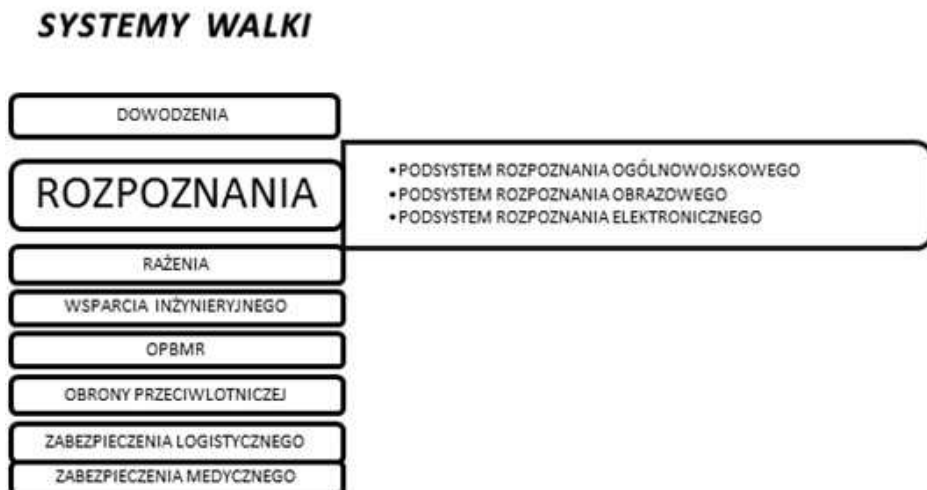 SYSTEMY WALKI
DOWODZENIA
ROZPOZNANIA
•PODSYSTEM ROZPOZNANIA OGÓLNOWOJSKOWEGO
•PODSYSTEM ROZPOZNANIA OBRAZOWEGO
•PODSYSTEM ROZPOZNANIA ELEKTRONICZNEGO
RAŻENIA
WSPARCIA INŻYNIERYJNEGO
OPBMR
OBRONY PRZECIWLOTNICZEJ
ZABEZPIECZENIA LOGISTYCZNEGO
ZABEZPIECZENIA MEDYCZNEGO